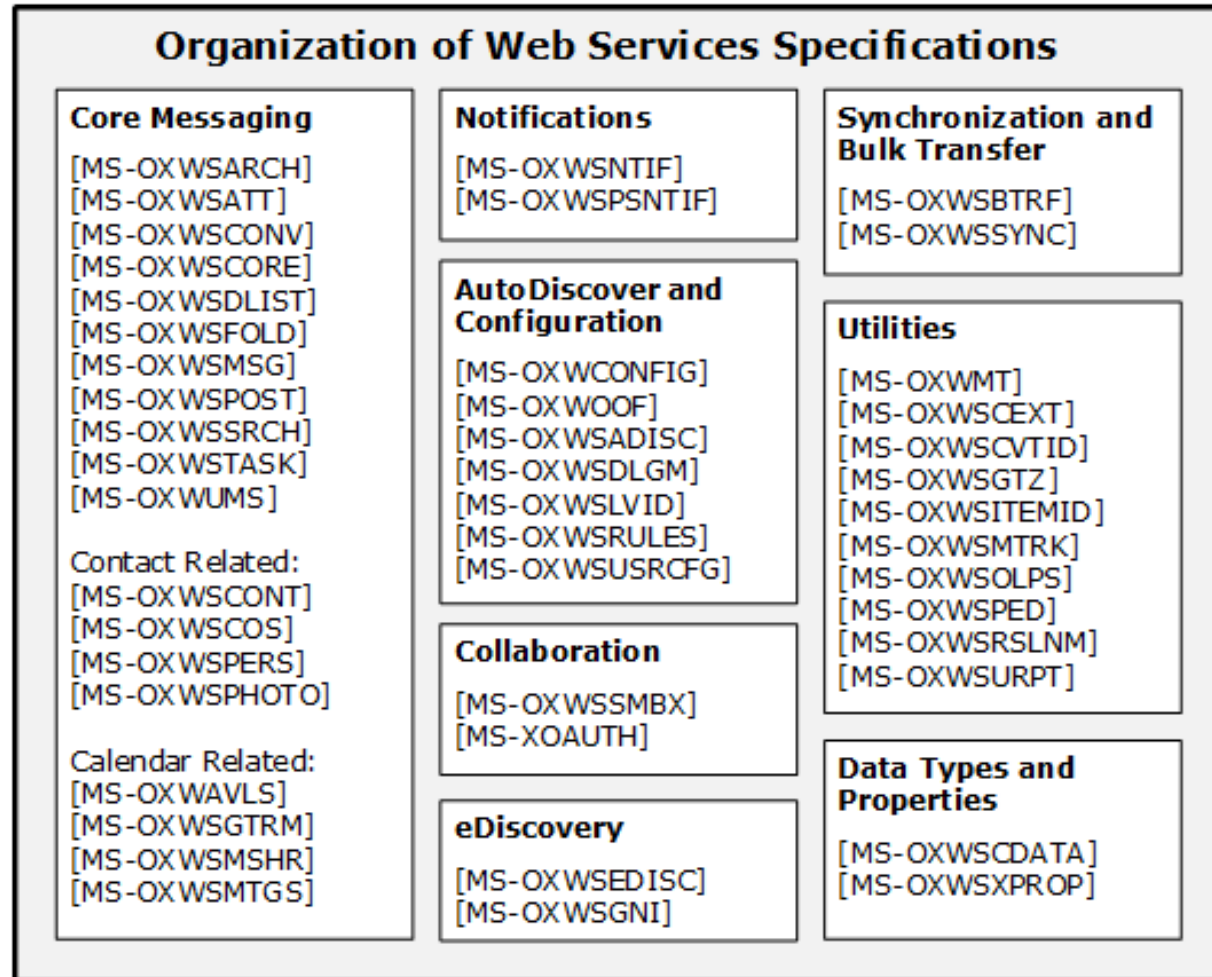 Organization of Web Services Specifications
Core Messaging
[MS-OXWSARCH]
[MS-OXWSATT]
[MS-OXWSCONV]
[MS-OXWSCORE]
[MS-OXWSDLIST]
[MS-OXWSFOLD]
[MS-OXWSMSG]
[MS-OXWSPOST]
[MS-OXWSSRCH]
[MS-OXWSTASK]
[MS-OXWUMS]
Contact Related:
[MS-OXWSCONT]
[MS-OXWSCOS]
[MS-OXWSPERS]
[MS-OXWSPHOTO]
Calendar Related:
[MS-OXWAVLS]
[MS-OXWSGTRM]
[MS-OXWSMSHR]
[MS-OXWSMTGS]
Notifications
[MS-OXWSNTIF]
[MS-OXWSPSNTIF]
AutoDiscover and
Configuration
[MS-OXWCONFIG]
[MS-OXWOOF]
[MS-OXWSADISC]
[MS-OXWSDLGM]
[MS-OXWSLVID]
[MS-OXWSRULES]
[MS-OXWSUSRCFG]
Collaboration
[MS-OXWSSMBX]
[MS-XOAUTH]
eDiscovery
[MS-OXWSEDISC]
[MS-OXWSGNI]
Synchronization and
Bulk Transfer
[MS-OXWSBTRF]
[MS-OXWSSYNC]
Utilities
[MS-OXWMT]
[MS-OXWSCEXT]
[MS-OXWSCVTID]
[MS-OXWSGTZ]
[MS-OXWSITEMID]
[MS-OXWSMTRK]
[MS-OXWSOLPS]
[MS-OXWSPED]
[MS-OXWSRSLNM]
[MS-OXWSURPT]
Data Types and
Properties
[MS-OXWSCDATA]
[MS-OXWSXPROP]